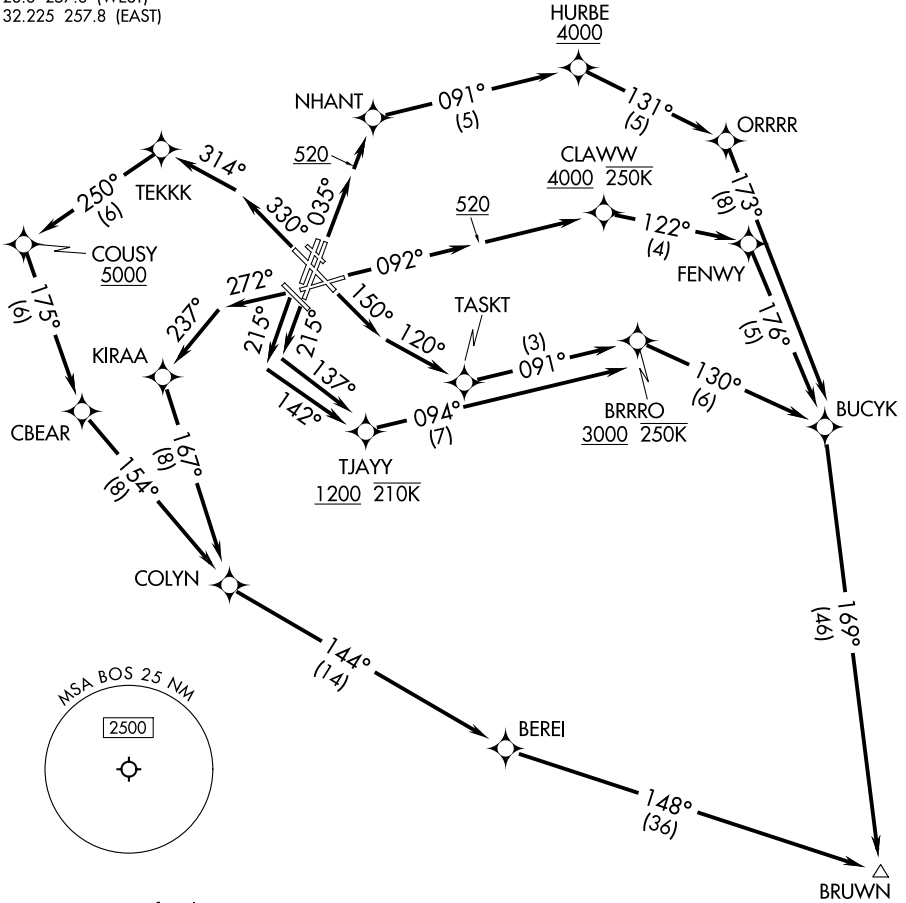 32.225 257.8 (EAST)
HURBE
4000
NHANT
091°
(5)
131°
(5)
ORRRR
520
035°
TEKKK
314°
330°
250°
(6)
CLAWW
4000 250K
173°
(8)
520
092°
122°
(4)
FENWY
COUSY
5000
272°
237°
175°
(6)
215°
215°
150°
120°
TASKT
176°
(5)
KIRAA
137°
142°
(3)
091°
130°
(6)
BUCYK
CBEAR
094°
(7)
BRRRO
3000 250K
167°
(8)
154°
(8)
TJAYY
1200 210K
COLYN
144°
(14)
169°
(46)
MSA BOS 25 NM
2500
BEREI
148°
(36)
BRUWN